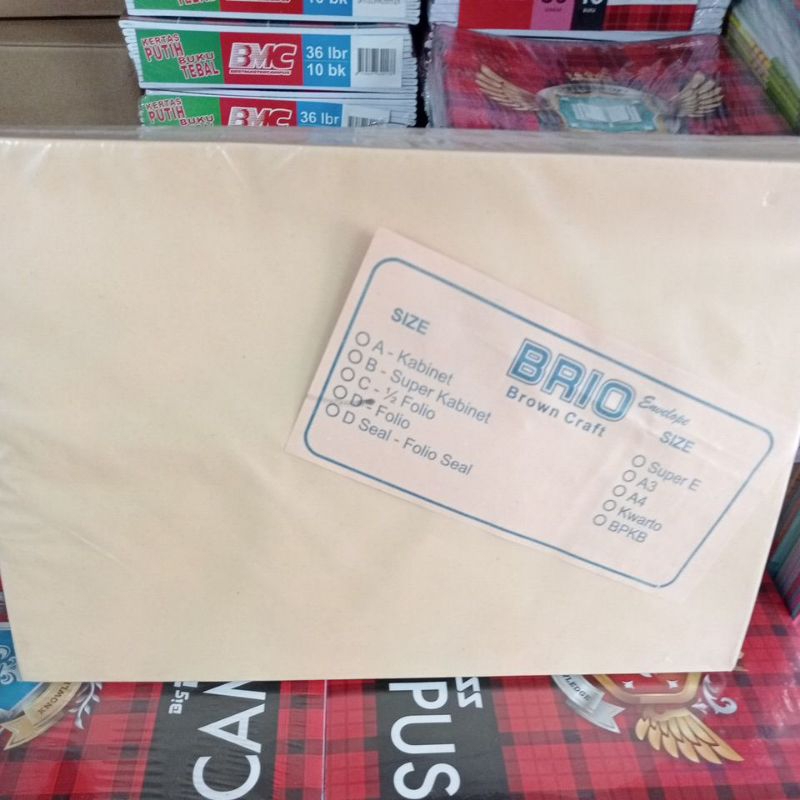 10 bk
KERTAS
PUTIH
BUKU
TEBAL
BMC
36 lbr
10 bk
KERTAS
PUTIH
BUKU
BMC
36 lbr
SIZE
A - Kabinet
B - Super Kabinet
C - ½ Folio
D - Folio
D Seal - Folio Seal
BRIO
Envelope
Brown Craft
SIZE
Super E
A3
A4
Kwarto
BPKB
CAM
PUS